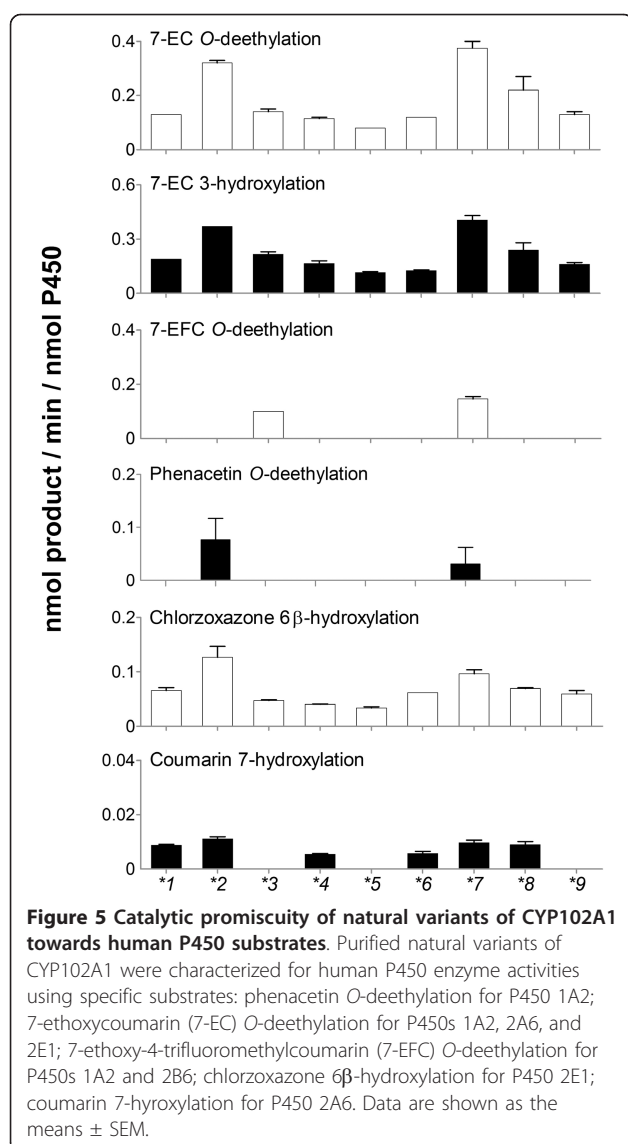 7-EC O-deethylation
0.4
0.2
0
7-EC 3-hydroxylation
0.6
0.3
0
7-EFC O-deethylation
0.4
0.2
0
Phenacetin O-deethylation
0.2
0.1
0
Chlorzoxazone 6β-hydroxylation
0.2
0.1
0
Coumarin 7-hydroxylation
0.04
0.02
0
*1 *2 *3 *4 *5 *6 *7 *8 *9
nmol product / min / nmol P450
Figure 5 Catalytic promiscuity of natural variants of CYP102A1
towards human P450 substrates. Purified natural variants of
CYP102A1 were characterized for human P450 enzyme activities
using specific substrates: phenacetin O-deethylation for P450 1A2;
7-ethoxycoumarin (7-EC) O-deethylation for P450s 1A2, 2A6, and
2E1; 7-ethoxy-4-trifluoromethylcoumarin (7-EFC) O-deethylation for
P450s 1A2 and 2B6; chlorzoxazone 6β-hydroxylation for P450 2E1;
coumarin 7-hyroxylation for P450 2A6. Data are shown as the
means ± SEM.